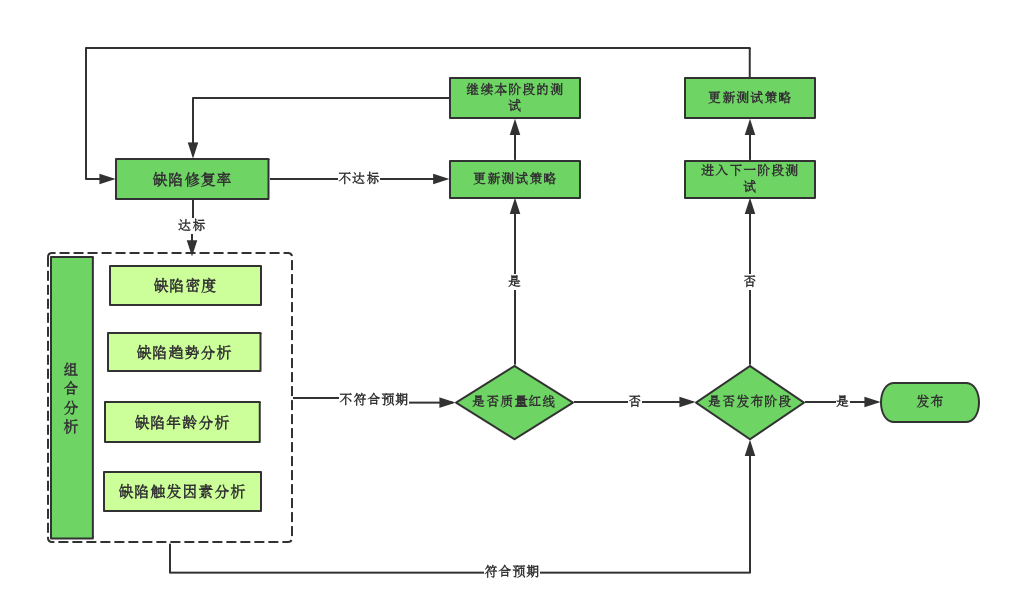 继续本阶段的测
试
更新测试策略
缺陷修复率
不达标
更新测试策略
进入下一阶段测
试
达标
缺陷密度
是
否
缺陷趋势分析
组
合
分
析
不符合预期
是否质量红线
否
是否发布阶段
是
发布
缺陷年龄分析
缺陷触发因素分析
符合预期